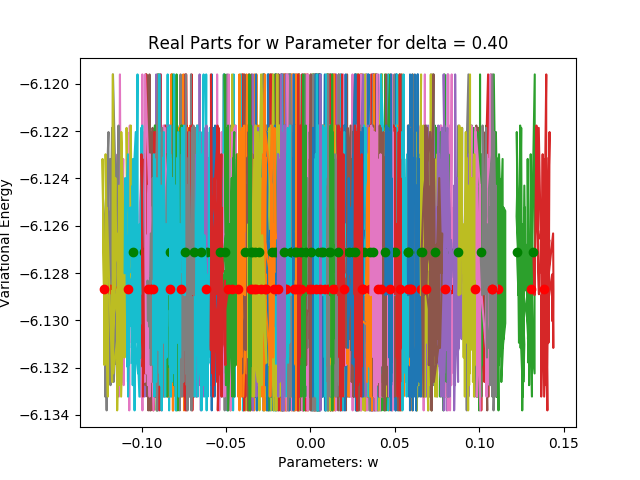 Real Parts for w Parameter for delta = 0.40
−6.120
−6.122
−6.124
−6.126
−6.128
−6.130
−6.132
−6.134
Variational Energy
−0.10 −0.05 0.00 0.05 0.10 0.15
Parameters: w